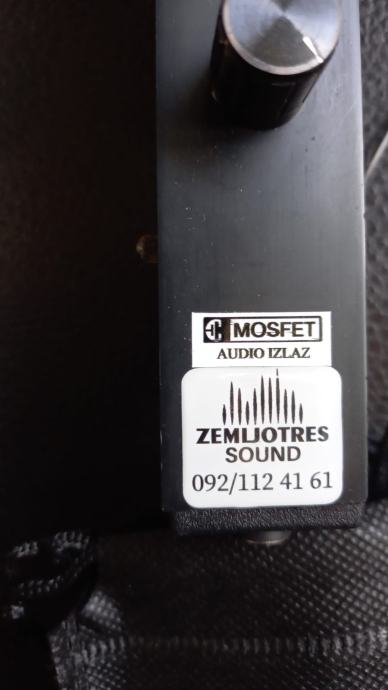 MOSFET
AUDIO IZLAZ
ZEMLJOTRES
SOUND
092/112 41 61